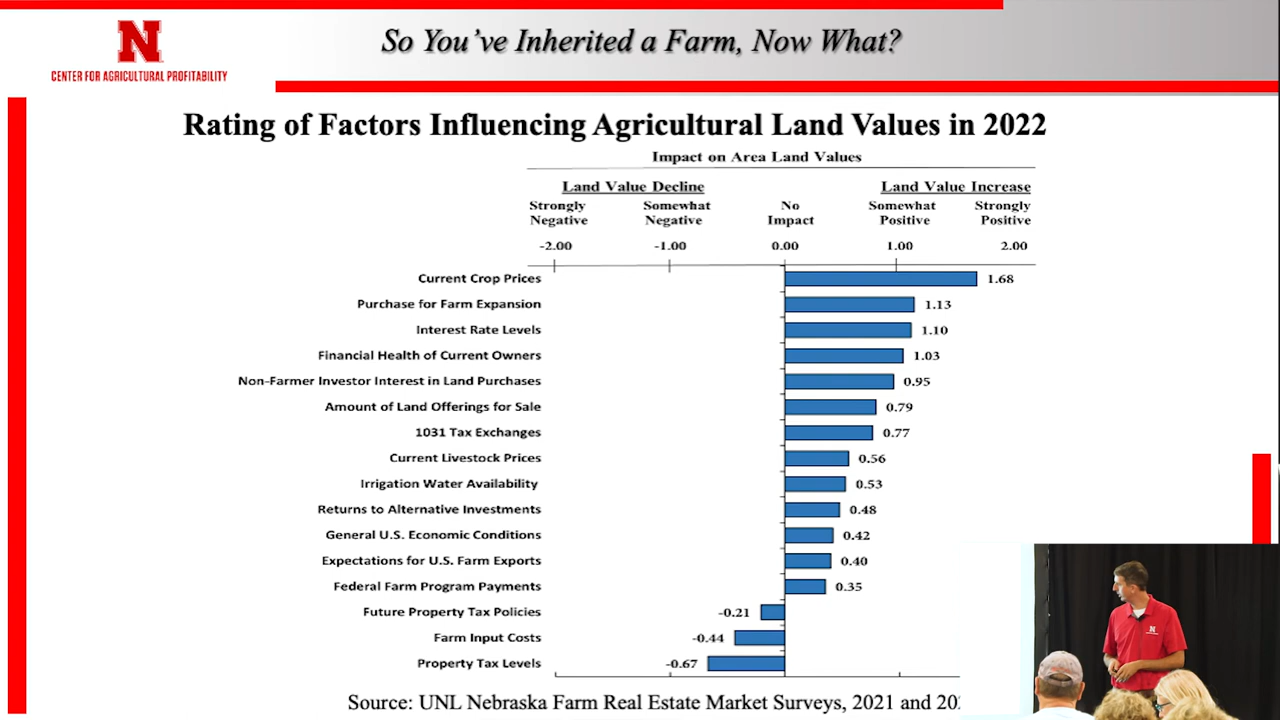 So You've Inherited a Farm, Now What?
N
CENTER FOR AGRICULTURAL PROFITABILITY
Rating of Factors Influencing Agricultural Land Values in 2022
Impact on Area Land Values
Land Value Decline Land Value Increase
Strongly Somewhat No Somewhat Strongly
Negative Negative Impact Positive Positive
-2.00 -1.00 0.00 1.00 2.00
Current Crop Prices 1.68
Purchase for Farm Expansion 1.13
Interest Rate Levels 1.10
Financial Health of Current Owners 1.03
Non-Farmer Investor Interest in Land Purchases 0.95
Amount of Land Offerings for Sale 0.79
1031 Tax Exchanges 0.77
Current Livestock Prices 0.56
Irrigation Water Availability 0.53
Returns to Alternative Investments 0.48
General U.S. Economic Conditions 0.42
Expectations for U.S. Farm Exports 0.40
Federal Farm Program Payments 0.35
Future Property Tax Policies -0.21
Farm Input Costs -0.44
Property Tax Levels -0.67
Source: UNL Nebraska Farm Real Estate Market Surveys, 2021 and
N